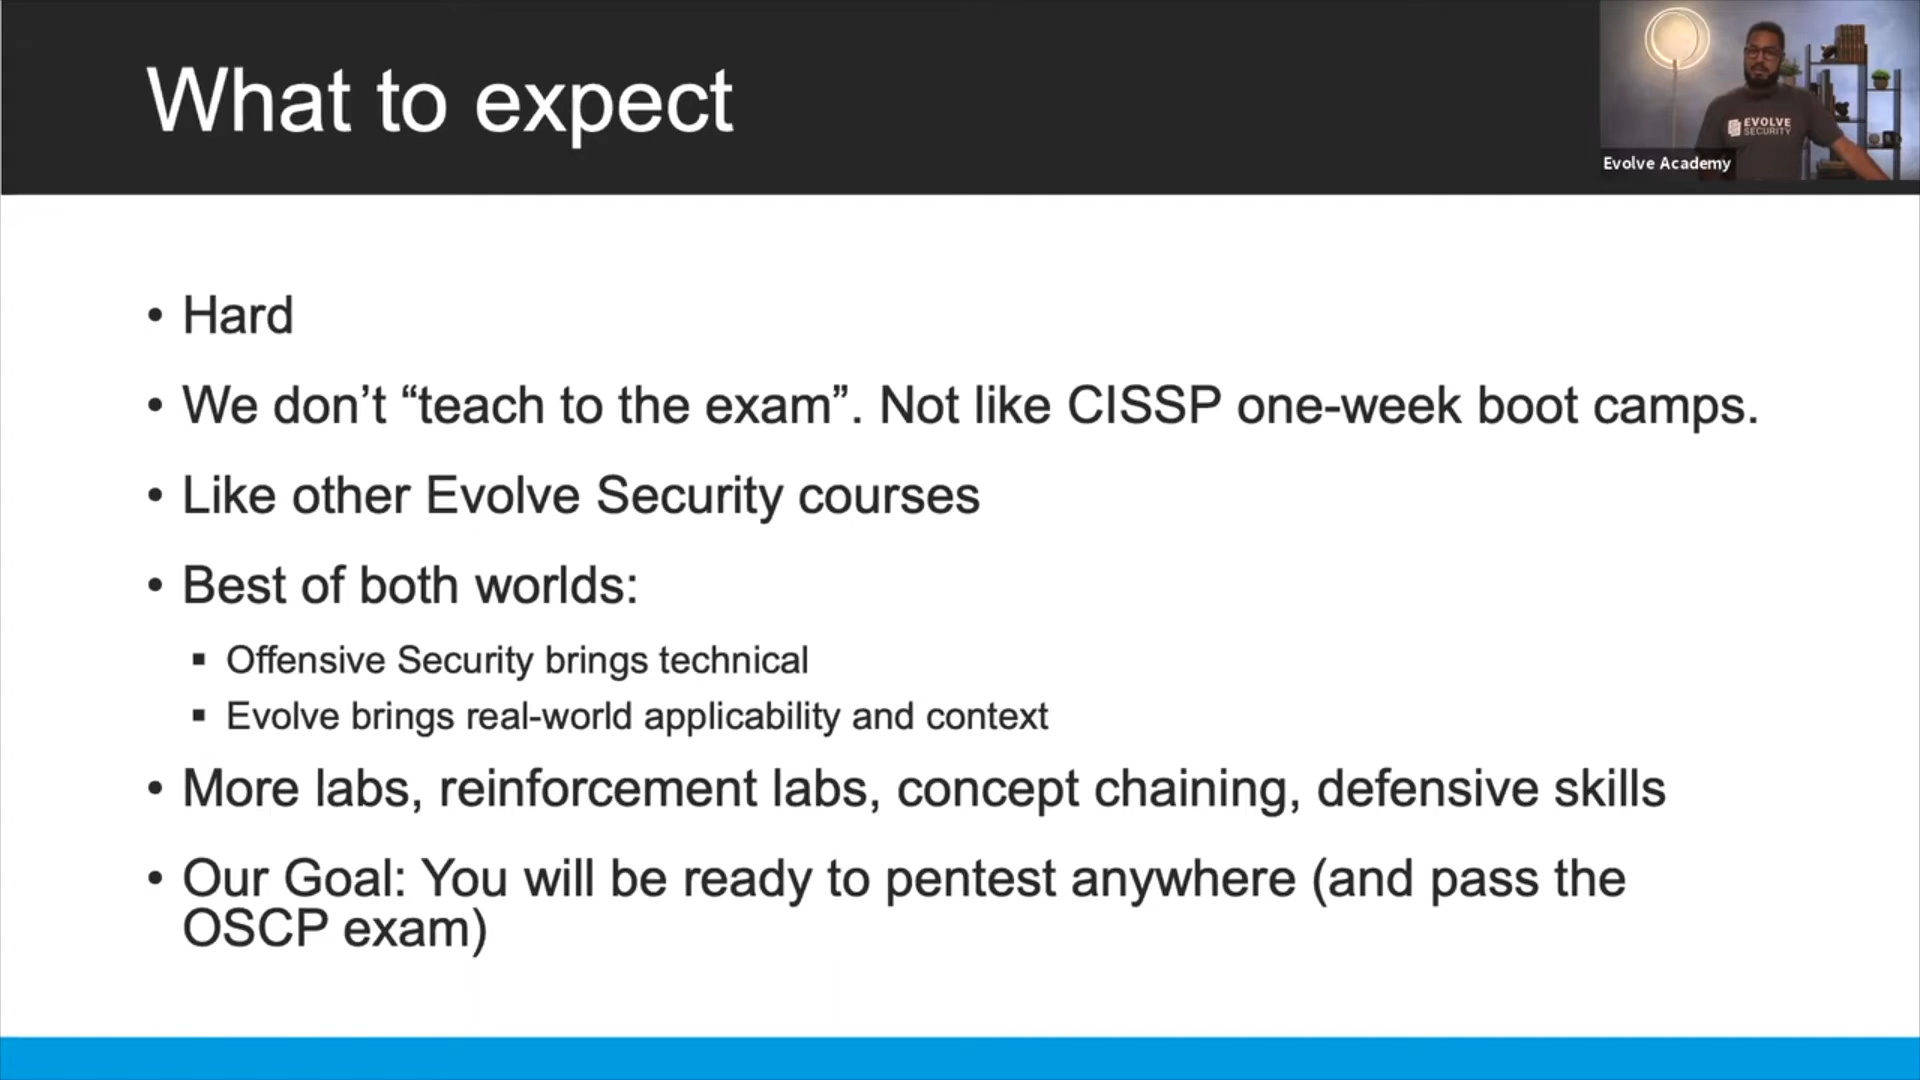 What to expect
EVOLVE
SECURITY
Evolve Academy
• Hard
• We don’t “teach to the exam”. Not like CISSP one-week boot camps.
• Like other Evolve Security courses
• Best of both worlds:
▪ Offensive Security brings technical
▪ Evolve brings real-world applicability and context
• More labs, reinforcement labs, concept chaining, defensive skills
• Our Goal: You will be ready to pentest anywhere (and pass the
OSCP exam)